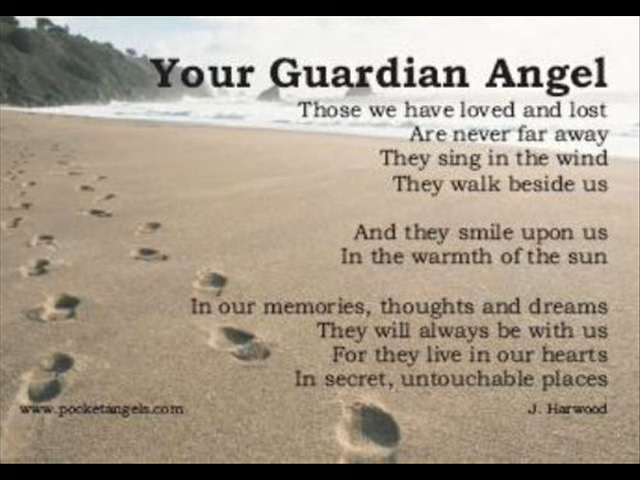 Your Guardian Angel
Those we have loved and lost
Are never far away
They sing in the wind
They walk beside us
And they smile upon us
In the warmth of the sun
In our memories, thoughts and dreams
They will always be with us
For they live in our hearts
In secret, untouchable places
www.pocketangels.com
J. Harwood